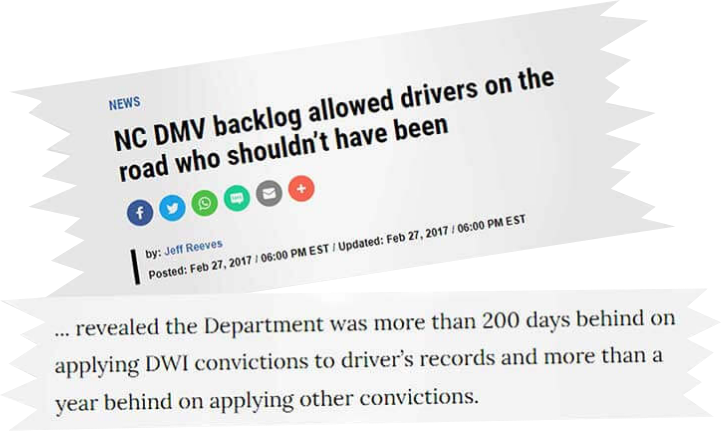 NEWS
NC DMV backlog allowed drivers on the
road who shouldn't have been
by: Jeff Reeves
Posted: Feb 27, 2017 / 06:00 PM EST / Updated: Feb 27, 2017 / 06:00 PM EST
... revealed the Department was more than 200 days behind on
applying DWI convictions to driver's records and more than a
year behind on applying other convictions.